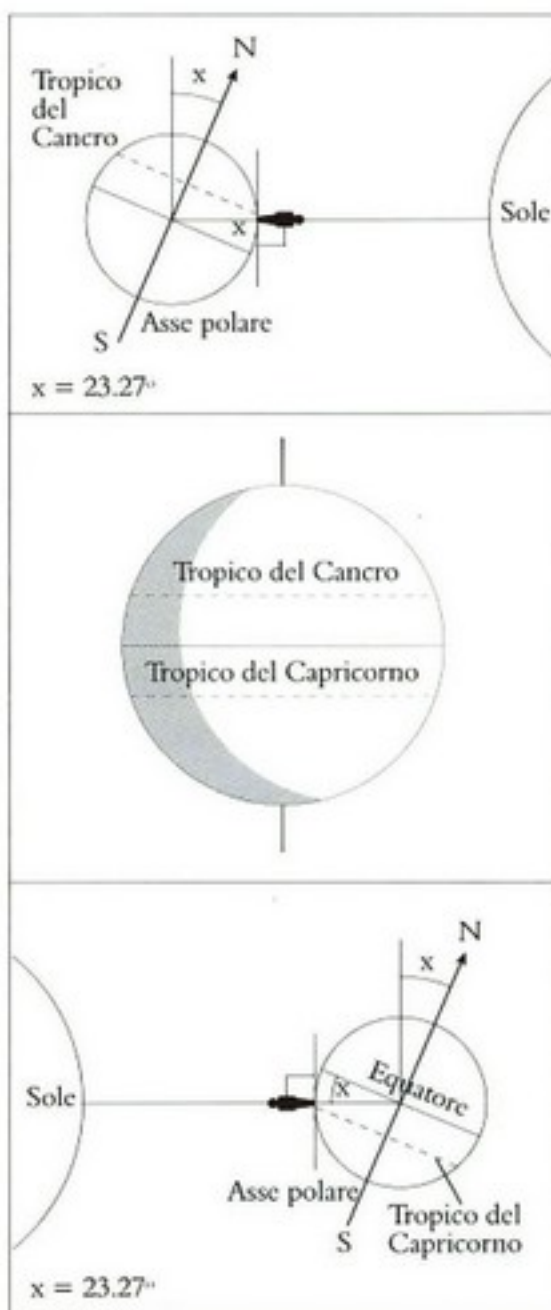 N
x
Tropico
del
Cancro
Sole
x
Asse polare
S
x = 23.27°
Tropico del Cancro
Tropico del Capricorno
N
x
Equatore
x
Sole
Asse polare
Tropico del
Capricorno
S
x = 23.27°